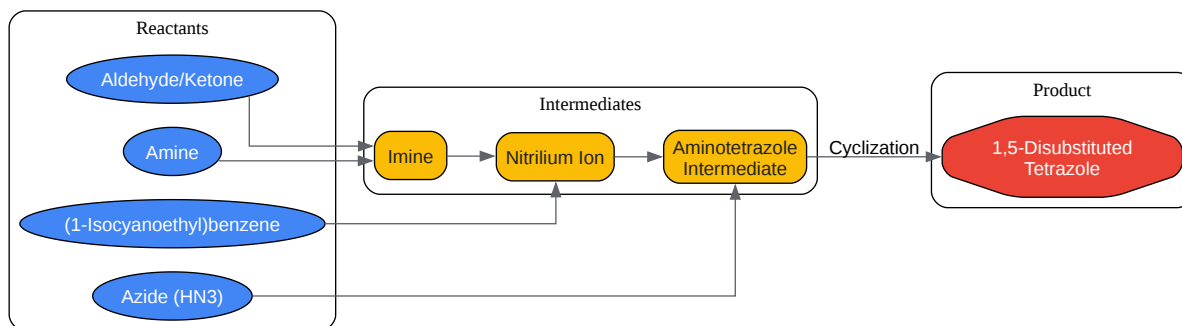 Reactants
Aldehyde/Ketone
Amine
(1-Isocyanoethyl)benzene
Azide (HN3)
Intermediates
Imine
Nitrilium Ion
Aminotetrazole
Intermediate
Cyclization
Product
1,5-Disubstituted
Tetrazole